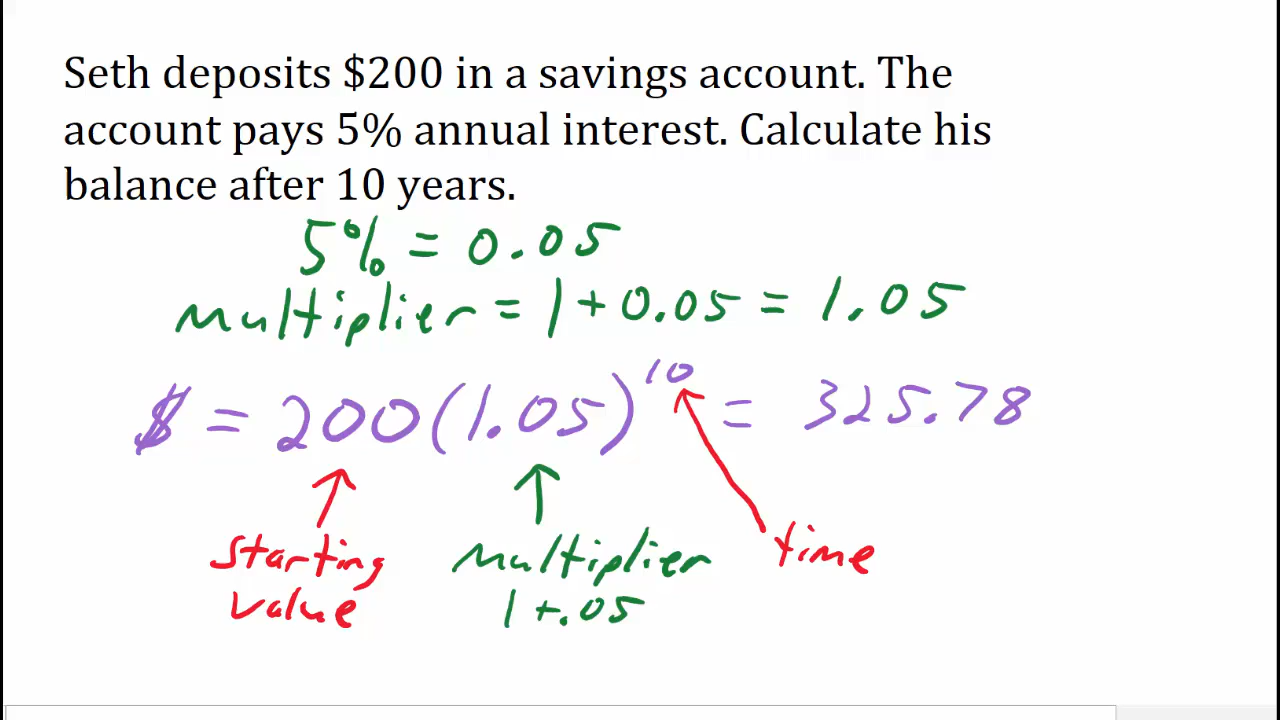 Seth deposits $200 in a savings account. The
account pays 5% annual interest. Calculate his
balance after 10 years.
5% = 0.05
multiplier = 1 + 0.05 = 1.05
$ = 200(1.05)^10 = 325.78
starting value
multiplier 1 + .05
time